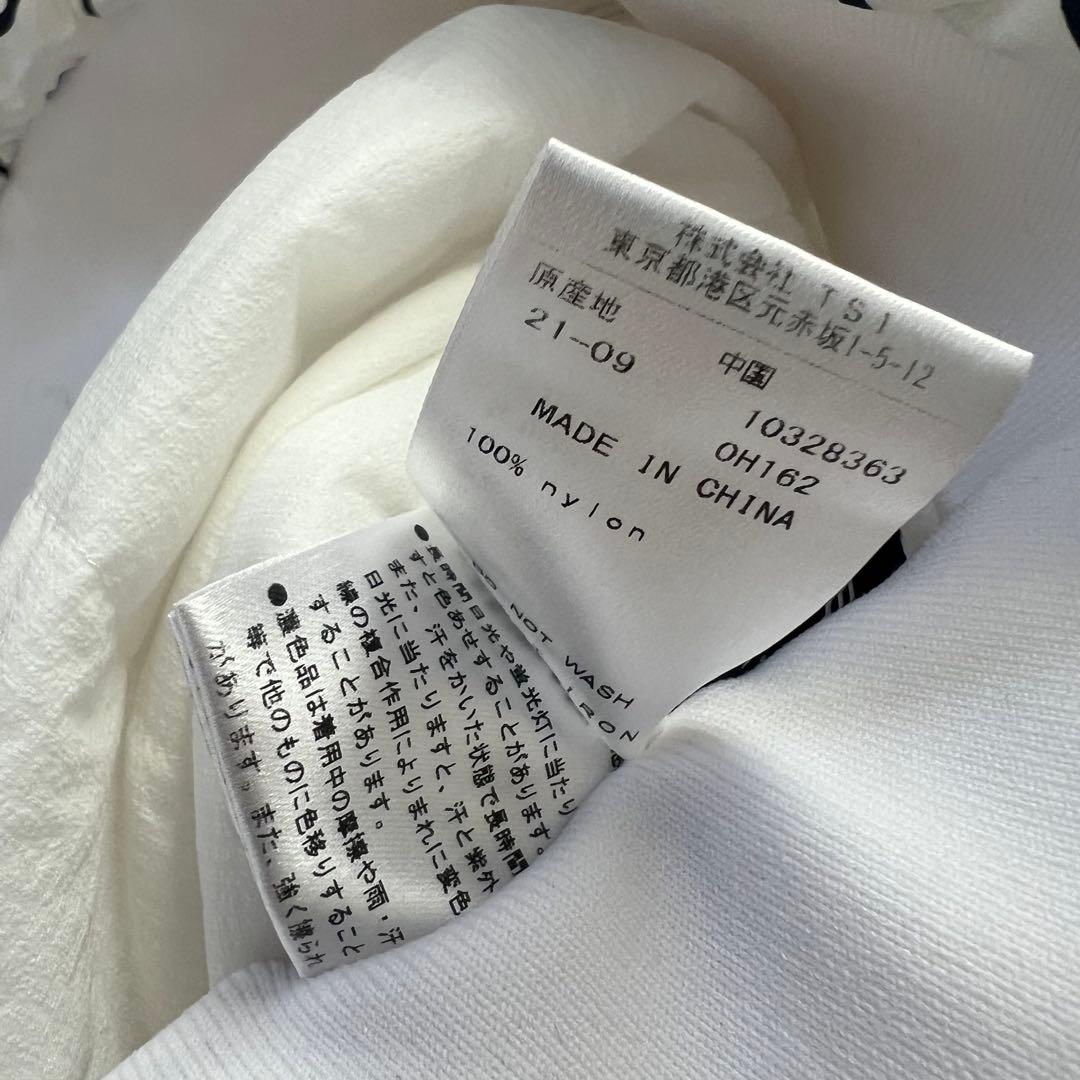 株式会社 TSI
東京都港区元赤坂1-5-12
原産地 中国
21-09 10328363
0H162
MADE IN CHINA
100% nylon
DO NOT WASH
IRON
●長時間日光や蛍光灯に当たり
すと色あせすることがあります。
また、汗をかいた状態で長時間
日光に当たりますと、汗と紫外
線の複合作用によりまれに変色
することがあります。
●濃色品は着用中の摩擦や雨・汗
等で他のものに色移りすること
があります。また、強く擦られ